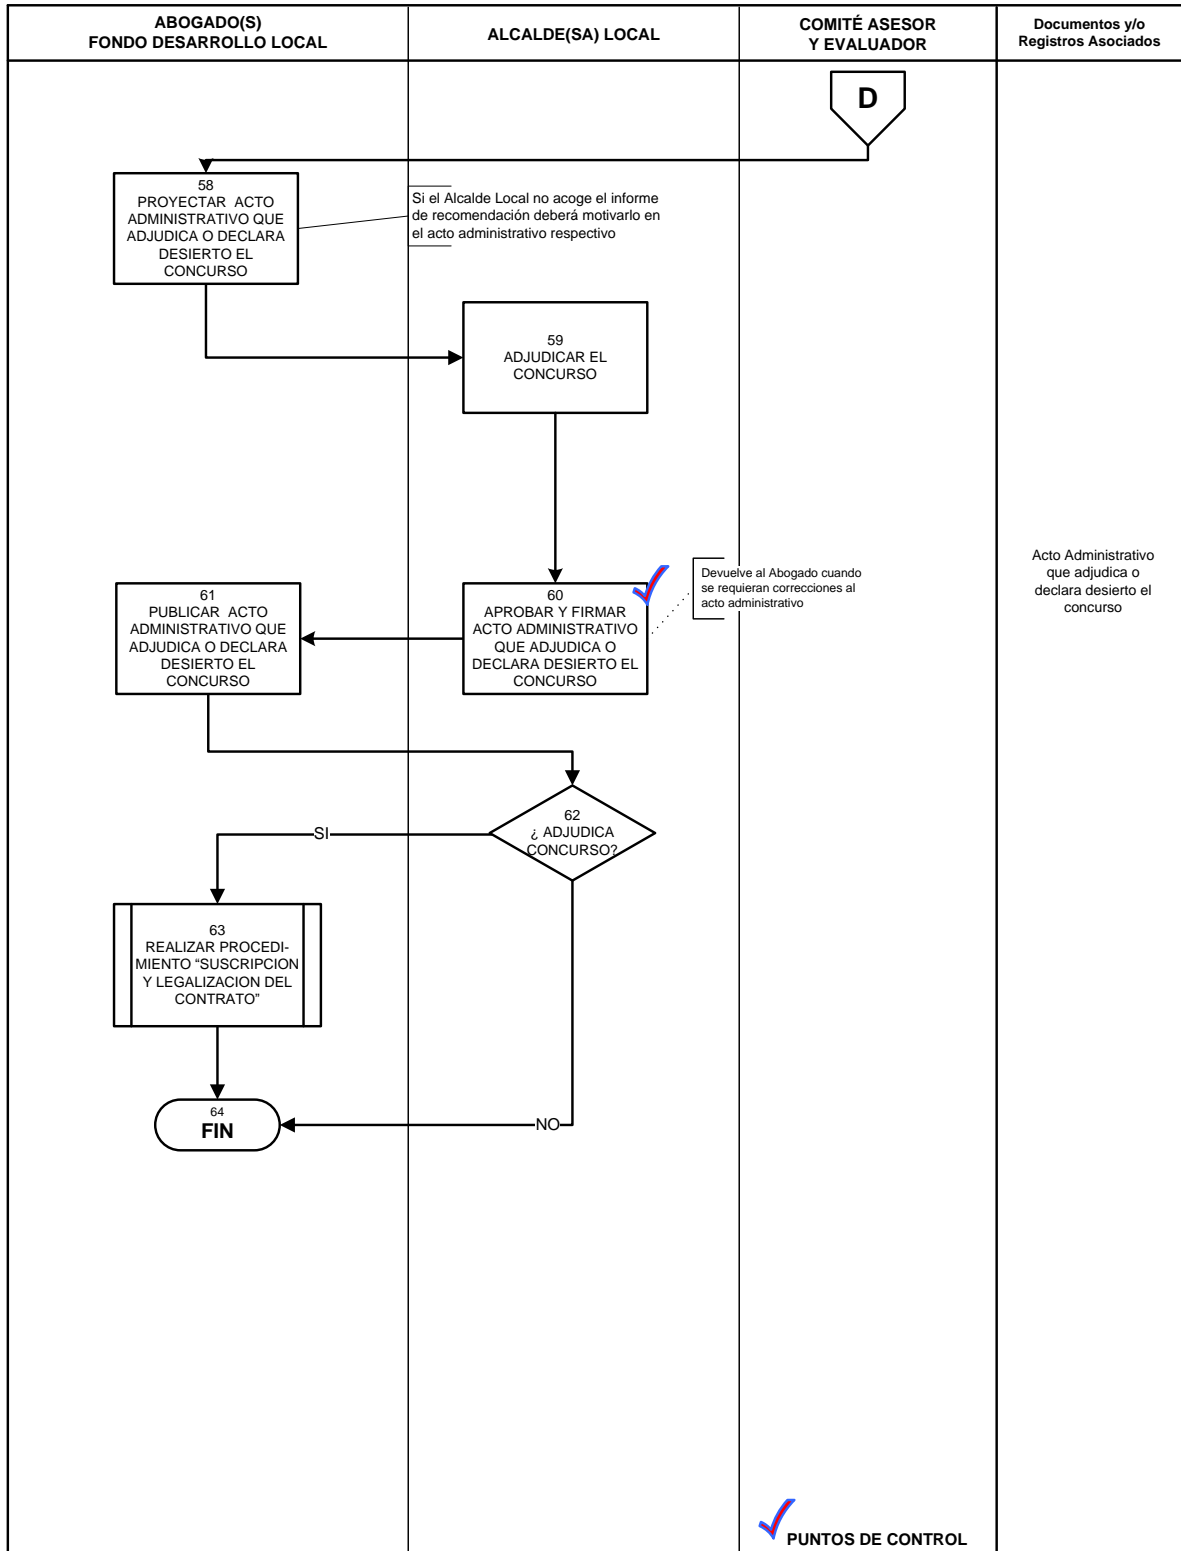 ABOGADO(S)
FONDO DESARROLLO LOCAL
ALCALDE(SA) LOCAL
COMITÉ ASESOR
Y EVALUADOR
Documentos y/o
Registros Asociados
D
58
PROYECTAR ACTO
ADMINISTRATIVO QUE
ADJUDICA O DECLARA
DESIERTO EL
CONCURSO
Si el Alcalde Local no acoge el informe
de recomendación deberá motivarlo en
el acto administrativo respectivo
59
ADJUDICAR EL
CONCURSO
61
PUBLICAR ACTO
ADMINISTRATIVO QUE
ADJUDICA O DECLARA
DESIERTO EL
CONCURSO
60
APROBAR Y FIRMAR
ACTO ADMINISTRATIVO
QUE ADJUDICA O
DECLARA DESIERTO EL
CONCURSO
Devuelve al Abogado cuando
se requieran correcciones al
acto administrativo
Acto Administrativo
que adjudica o
declara desierto el
concurso
62
¿ ADJUDICA
CONCURSO?
SI
63
REALIZAR PROCEDI-
MIENTO “SUSCRIPCION
Y LEGALIZACION DEL
CONTRATO”
64
FIN
NO
PUNTOS DE CONTROL